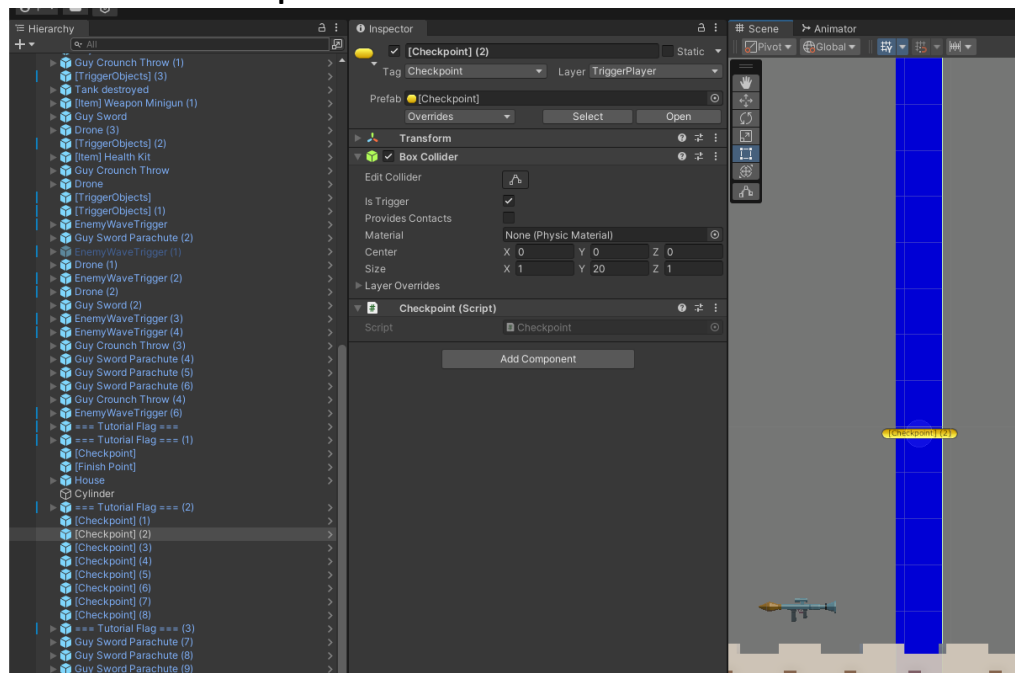 Hierarchy
All
Guy Crounch Throw (1)
[TriggerObjects] (3)
Tank destroyed
[Item] Weapon Minigun (1)
Guy Sword
Drone (3)
[TriggerObjects] (2)
[Item] Health Kit
Guy Crounch Throw
Drone
[TriggerObjects]
[TriggerObjects] (1)
EnemyWaveTrigger
Guy Sword Parachute (2)
EnemyWaveTrigger (1)
Drone (1)
EnemyWaveTrigger (2)
Drone (2)
Guy Sword (2)
EnemyWaveTrigger (3)
EnemyWaveTrigger (4)
Guy Crounch Throw (3)
Guy Sword Parachute (4)
Guy Sword Parachute (5)
Guy Sword Parachute (6)
Guy Crounch Throw (4)
EnemyWaveTrigger (6)
=== Tutorial Flag ===
=== Tutorial Flag === (1)
[Checkpoint]
[Finish Point]
House
Cylinder
=== Tutorial Flag === (2)
[Checkpoint] (1)
[Checkpoint] (2)
[Checkpoint] (3)
[Checkpoint] (4)
[Checkpoint] (5)
[Checkpoint] (6)
[Checkpoint] (7)
[Checkpoint] (8)
=== Tutorial Flag === (3)
Guy Sword Parachute (7)
Guy Sword Parachute (8)
Guy Sword Parachute (9)
Inspector
[Checkpoint] (2) Static
Tag Checkpoint Layer TriggerPlayer
Prefab [Checkpoint]
Overrides Select Open
Transform
Box Collider
Edit Collider
Is Trigger
Provides Contacts
Material None (Physic Material)
Center X 0 Y 0 Z 0
Size X 1 Y 20 Z 1
Layer Overrides
# Checkpoint (Script)
Script Checkpoint
Add Component
Scene Animator
Pivot Global
[Checkpoint] (2)